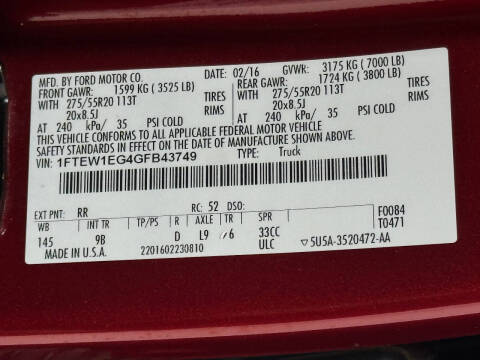 MFD. BY FORD MOTOR CO. DATE: 02/16 GVWR: 3175 KG ( 7000 LB)
FRONT GAWR: 1599 KG ( 3525 LB) REAR GAWR: 1724 KG ( 3800 LB)
WITH 275/55R20 113T TIRES WITH 275/55R20 113T TIRES
20x8.5J RIMS 20x8.5J RIMS
AT 240 kPa/ 35 PSI COLD AT 240 kPa/ 35 PSI COLD
THIS VEHICLE CONFORMS TO ALL APPLICABLE FEDERAL MOTOR VEHICLE
SAFETY STANDARDS IN EFFECT ON THE DATE OF MANUFACTURE SHOWN ABOVE.
VIN: 1FTEW1EG4GFB43749 TYPE: Truck
EXT PNT: RR RC: 52 DSO: F0084
WB INT TR TP/PS R AXLE TR SPR T0471
145 9B D L9 6 33CC
MADE IN U.S.A. 2201602230810 ULC ▽5U5A-3520472-AA